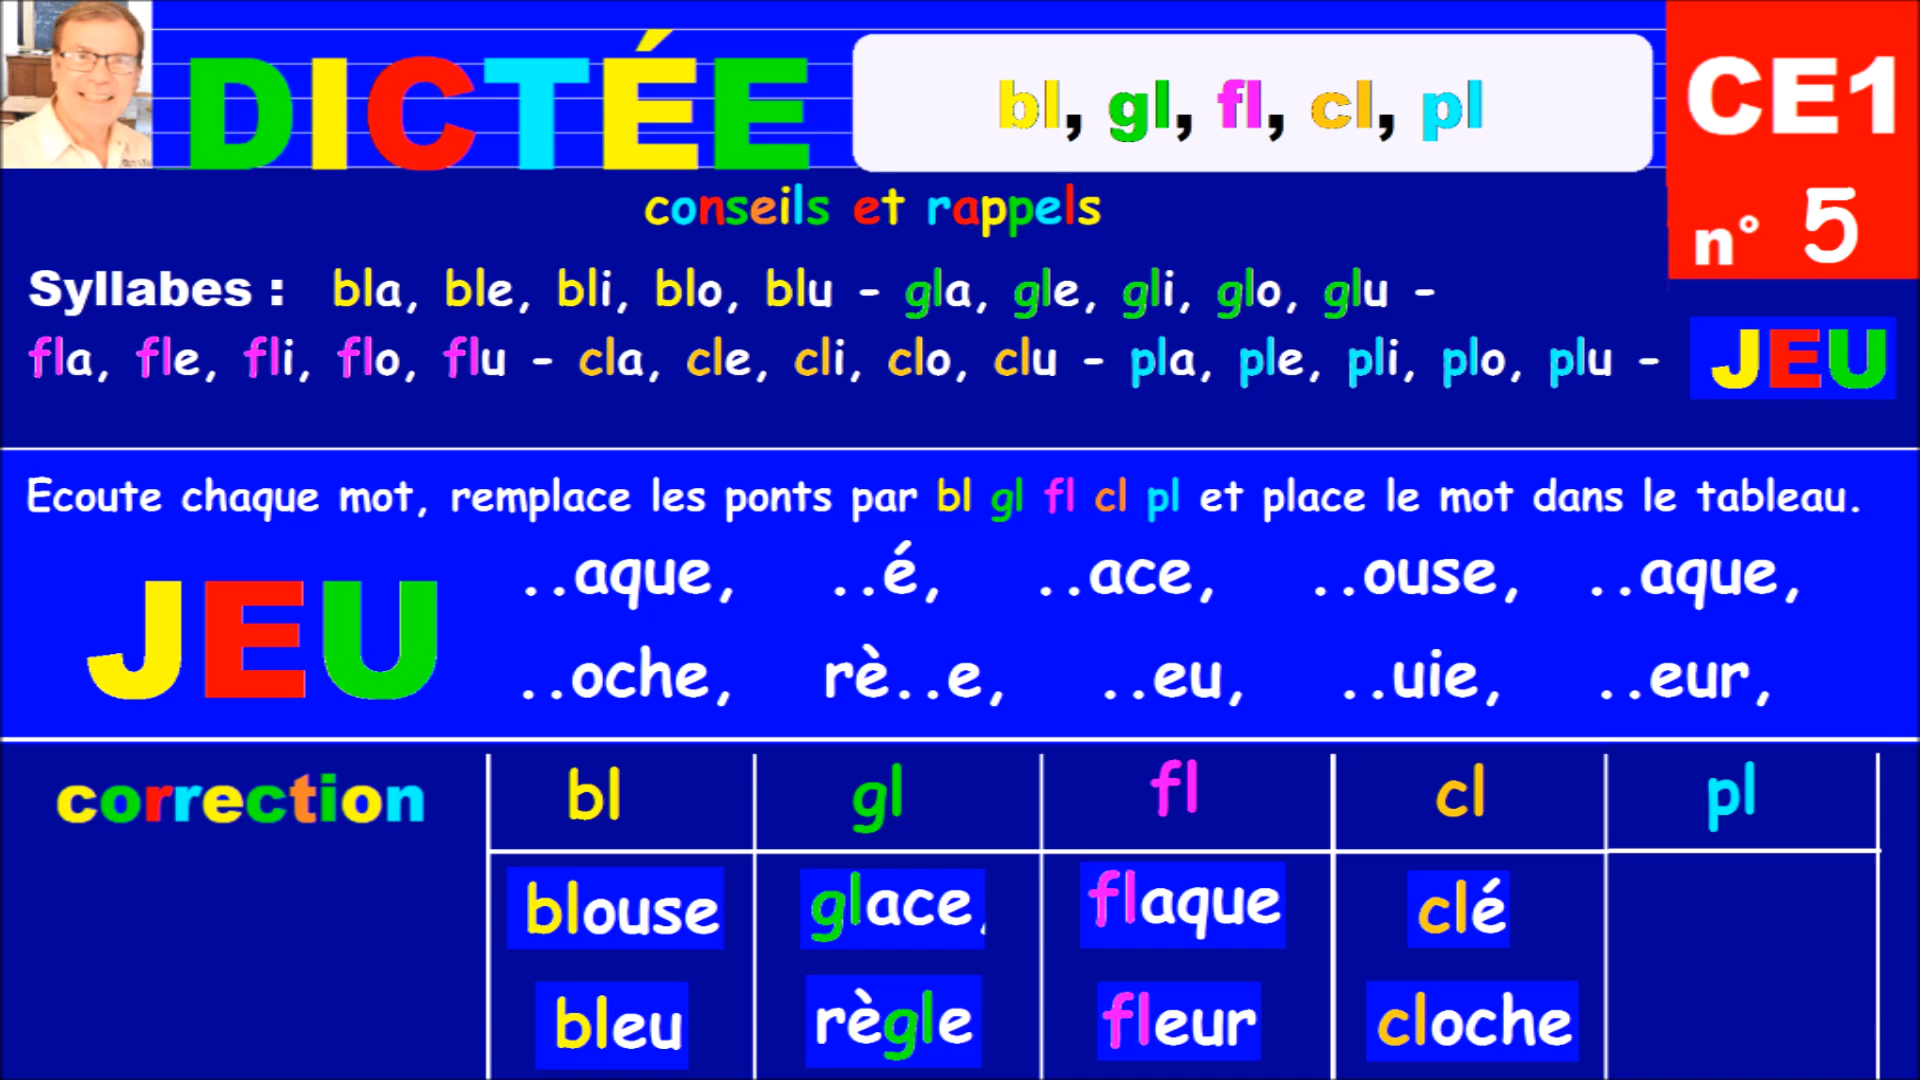 DICTÉE
bl, gl, fl, cl, pl
CE1
n° 5
conseils et rappels
Syllabes : bla, ble, bli, blo, blu - gla, gle, gli, glo, glu -
fla, fle, fli, flo, flu - cla, cle, cli, clo, clu - pla, ple, pli, plo, plu -
JEU
Ecoute chaque mot, remplace les ponts par bl gl fl cl pl et place le mot dans le tableau.
JEU
..aque, ..é, ..ace, ..ouse, ..aque,
..oche, rè..e, ..eu, ..uie, ..eur,
correction
bl gl fl cl pl
blouse glace, flaque clé
bleu règle fleur cloche